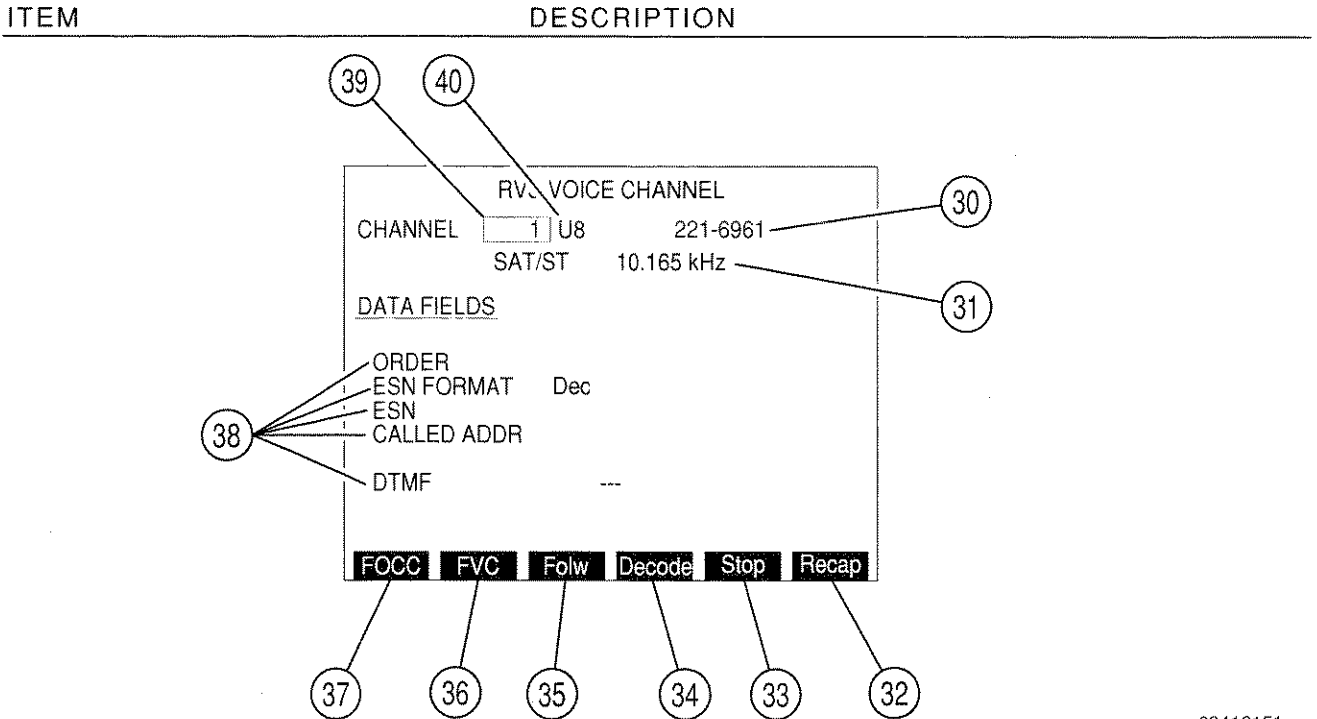 ITEM DESCRIPTION
39 40
VOICE CHANNEL
30
CHANNEL 1 U8 221-6961
SAT/ST 10.165 kHz
31
DATA FIELDS
ORDER
ESN FORMAT Dec
ESN
38
CALLED ADDR
DTMF ---
FOCC FVC Folw Decode Stop Recap
37 36 35 34 33 32